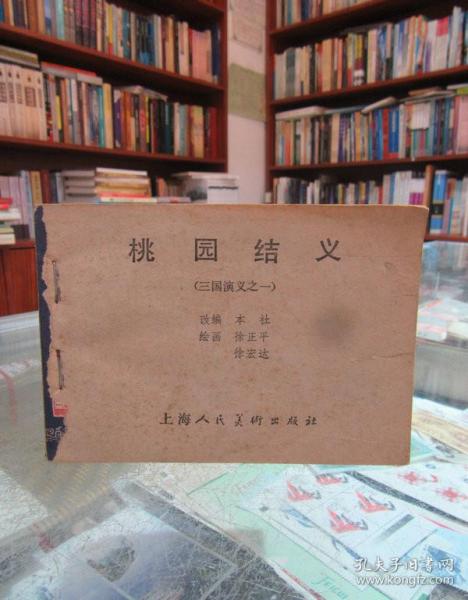 桃园结义
(三国演义之一)
改编 本社
绘画 徐正平
徐宏达
上海人民美術出版社
孔夫子旧书网
www.kongfz.com